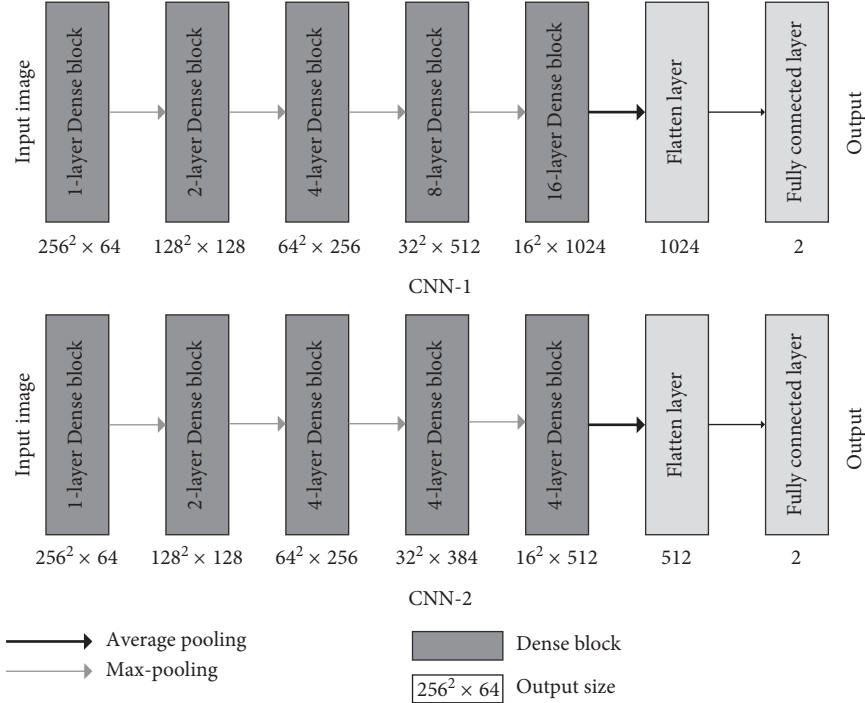 Input image
1-layer Dense block
2-layer Dense block
4-layer Dense block
8-layer Dense block
16-layer Dense block
Flatten layer
Fully connected layer
Output
256² × 64
128² × 128
64² × 256
32² × 512
16² × 1024
1024
2
CNN-1
Input image
1-layer Dense block
2-layer Dense block
4-layer Dense block
4-layer Dense block
4-layer Dense block
Flatten layer
Fully connected layer
Output
256² × 64
128² × 128
64² × 256
32² × 384
16² × 512
512
2
CNN-2
Average pooling
Max-pooling
Dense block
256² × 64
Output size